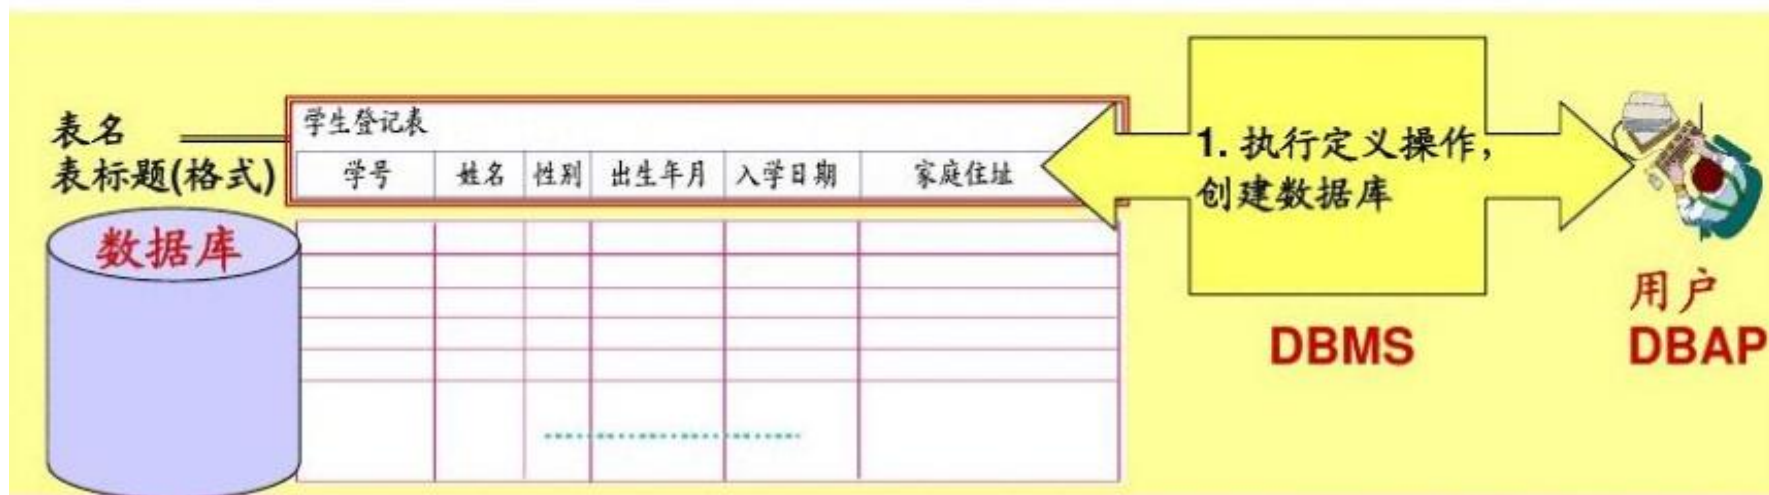 表名
表标题(格式)
学生登记表
学号 姓名 性别 出生年月 入学日期 家庭住址
数据库
1. 执行定义操作，
创建数据库
DBMS
用户
DBAP